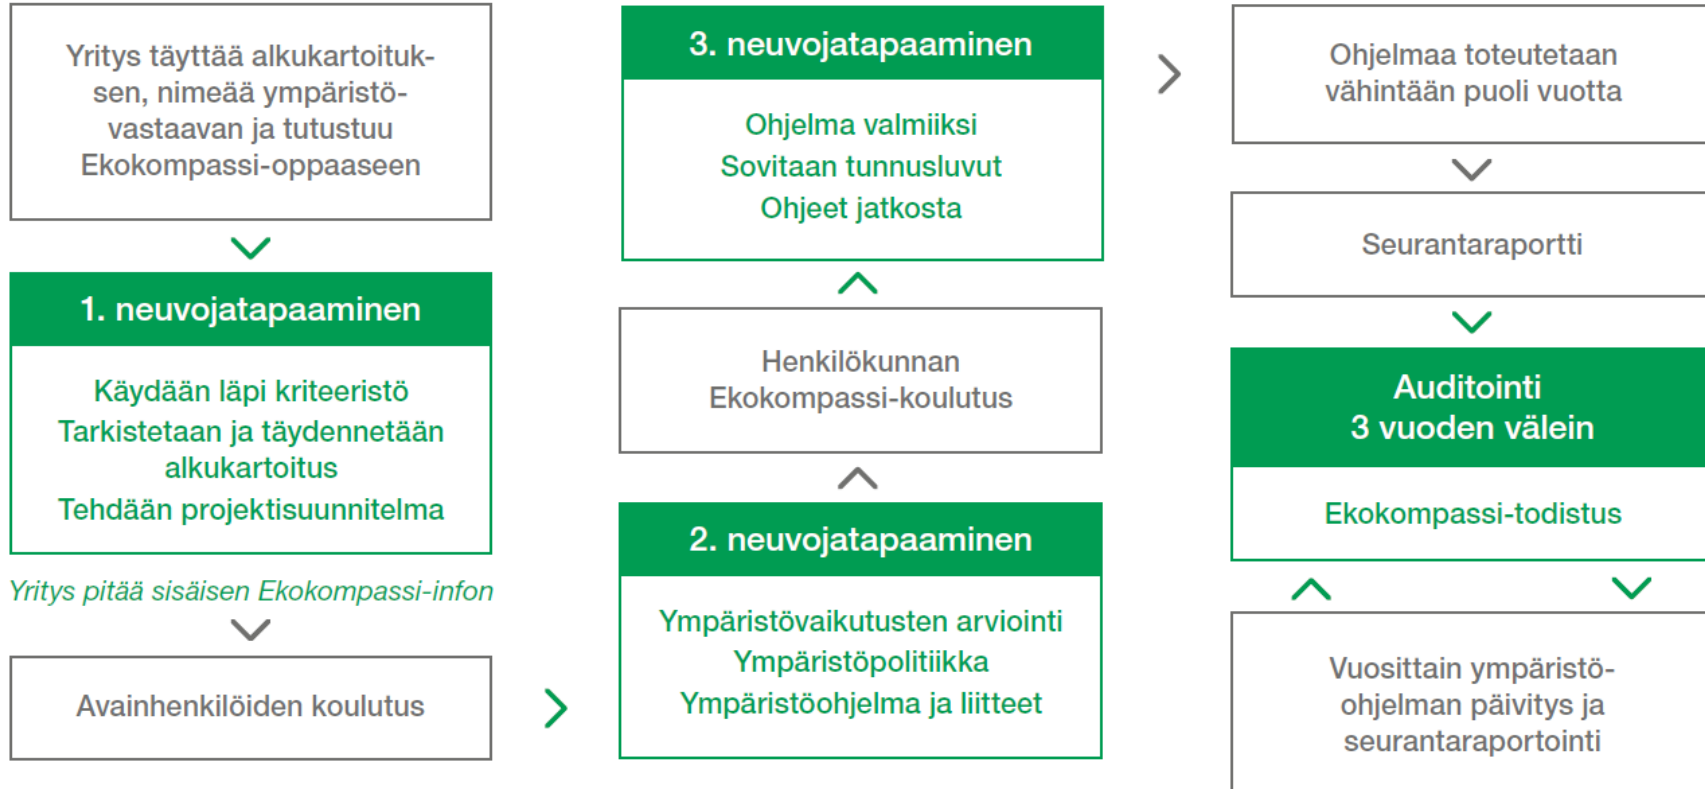 Yritys täyttää alkukartoituk-
sen, nimeää ympäristö-
vastaavan ja tutustuu
Ekokompassi-oppaaseen
1. neuvojatapaaminen
Käydään läpi kriteeristö
Tarkistetaan ja täydennetään
alkukartoitus
Tehdään projektisuunnitelma
Yritys pitää sisäisen Ekokompassi-infon
Avainhenkilöiden koulutus
2. neuvojatapaaminen
Ympäristövaikutusten arviointi
Ympäristöpolitiikka
Ympäristöohjelma ja liitteet
Henkilökunnan
Ekokompassi-koulutus
3. neuvojatapaaminen
Ohjelma valmiiksi
Sovitaan tunnusluvut
Ohjeet jatkosta
Ohjelmaa toteutetaan
vähintään puoli vuotta
Seurantaraportti
Auditointi
3 vuoden välein
Ekokompassi-todistus
Vuosittain ympäristö-
ohjelman päivitys ja
seurantaraportointi